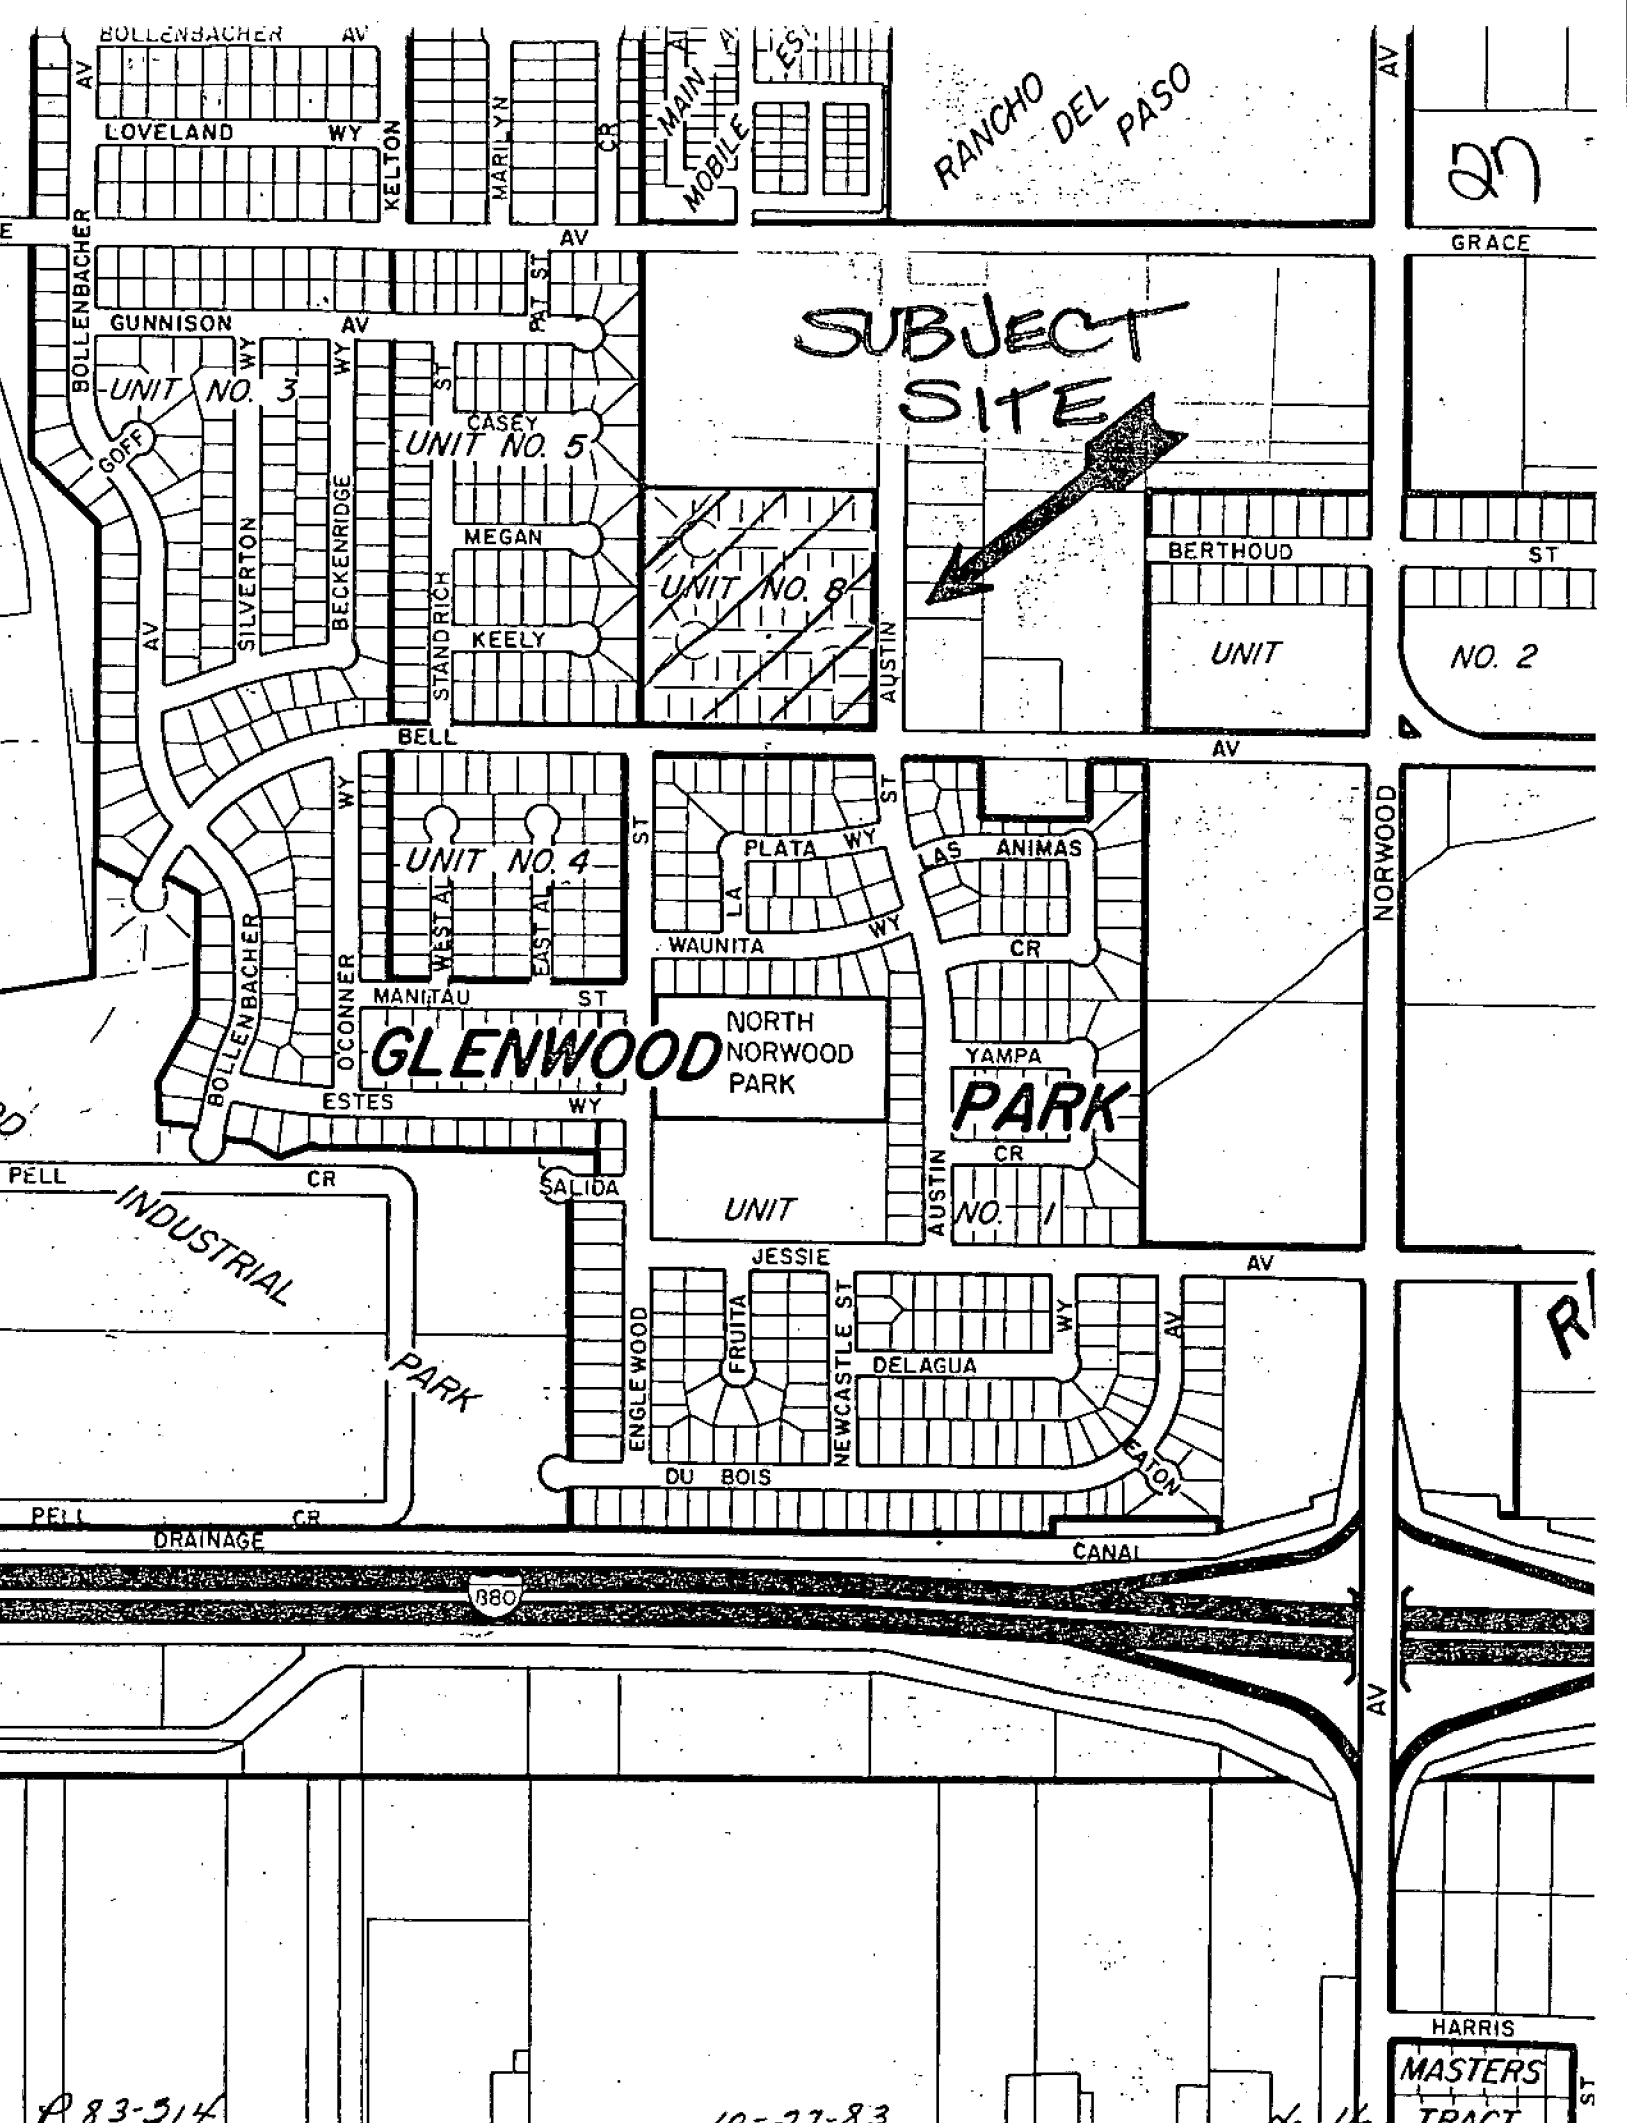 BOLLENBACHER AV
AV
LOVELAND WY
KELTON
MARILYN
CR
MAIN
MOBILE
RANCHO
DEL
PASO
AV
27
E
BOLLENBACHER
AV
GRACE
GUNNISON AV
PAT ST
SUBJECT
SITE
UNIT NO. 3
WY
WY
ST
CASEY
UNIT NO. 5
GOFF
SILVERTON
BECKENRIDGE
MEGAN
STANDRICH
KEELY
AV
UNIT NO. 8
AUSTIN
BERTHOUD ST
UNIT NO. 2
BELL AV
WY
ST
ST
NORWOOD
UNIT NO. 4
PLATA WY
LA
LAS ANIMAS
WEST AL
EAST AL
WAUNITA WY
CR
BOLLENBACHER
OCONNER
MANITAU ST
GLENWOOD
NORTH
NORWOOD
PARK
YAMPA
PARK
ESTES WY
CR
PELL CR
SALIDA
INDUSTRIAL
PARK
UNIT NO. 1
AUSTIN
JESSIE AV
ENGLEWOOD
FRUITA
NEWCASTLE ST
WY
AV
DELAGUA
EATON
DU BOIS
PELL CR
DRAINAGE CANAL
880
AV
HARRIS
MASTERS
TRACT
ST
P 83-314
10-27-83